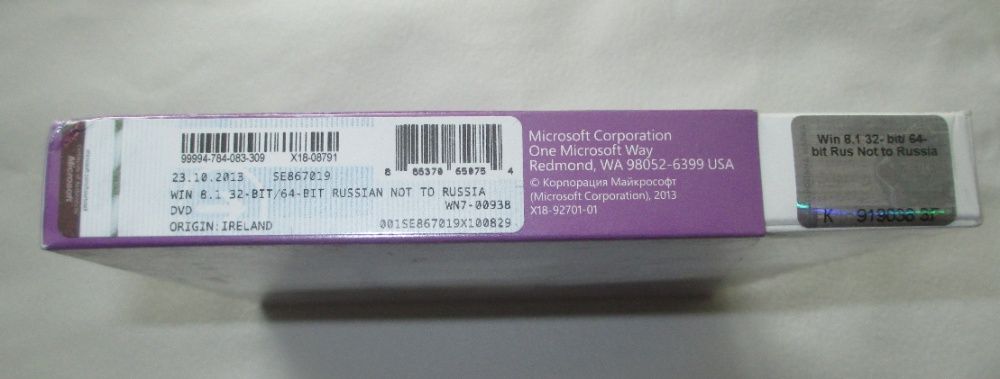 Microsoft
99994-784-083-309 X18-08791
8 85370 65075 4
23.10.2013 SE867019
WIN 8.1 32-BIT/64-BIT RUSSIAN NOT TO RUSSIA
WN7-00938
DVD
ORIGIN:IRELAND 001SE867019X100829
Microsoft Corporation
One Microsoft Way
Redmond, WA 98052-6399 USA
© Корпорация Майкрософт
(Microsoft Corporation), 2013
X18-92701-01
Win 8.1 32- bit/ 64-
bit Rus Not to Russia
K